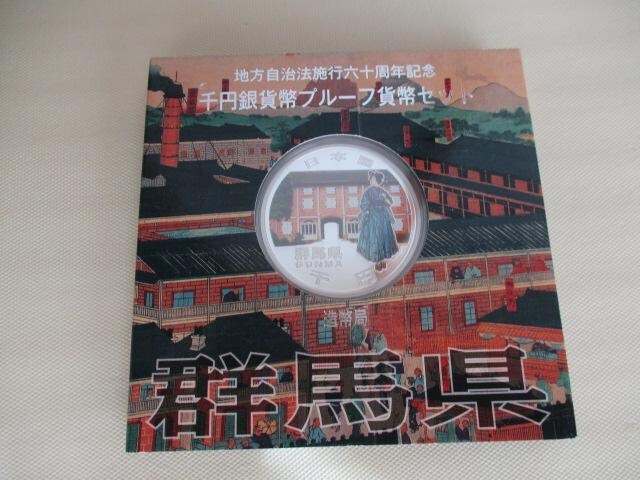 地方自治法施行六十周年記念
千円銀貨幣プルーフ貨幣セット
日本国
群馬県
GUNMA
千円
造幣局
群馬県